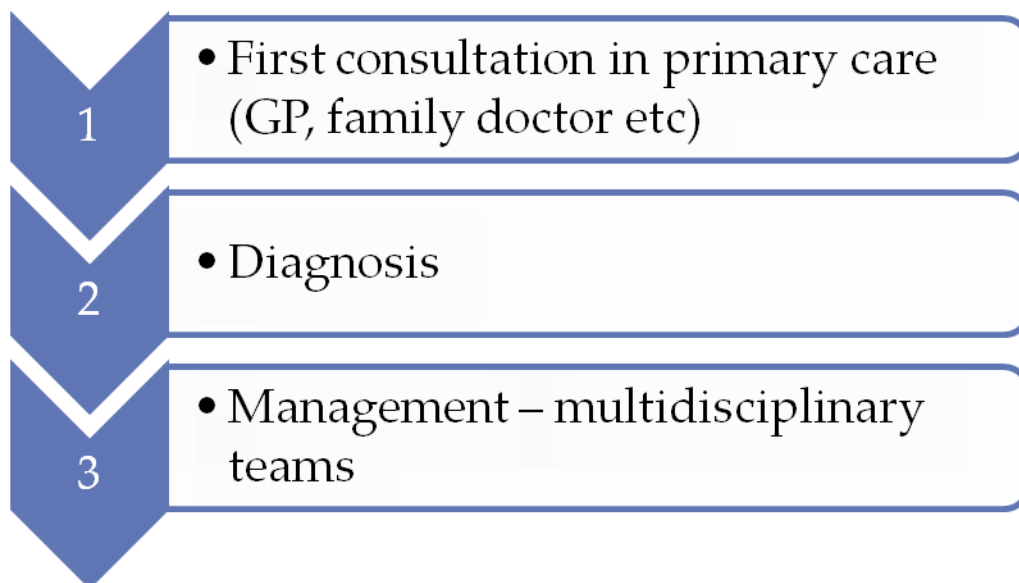 1
• First consultation in primary care
(GP, family doctor etc)
2
• Diagnosis
3
• Management – multidisciplinary
teams